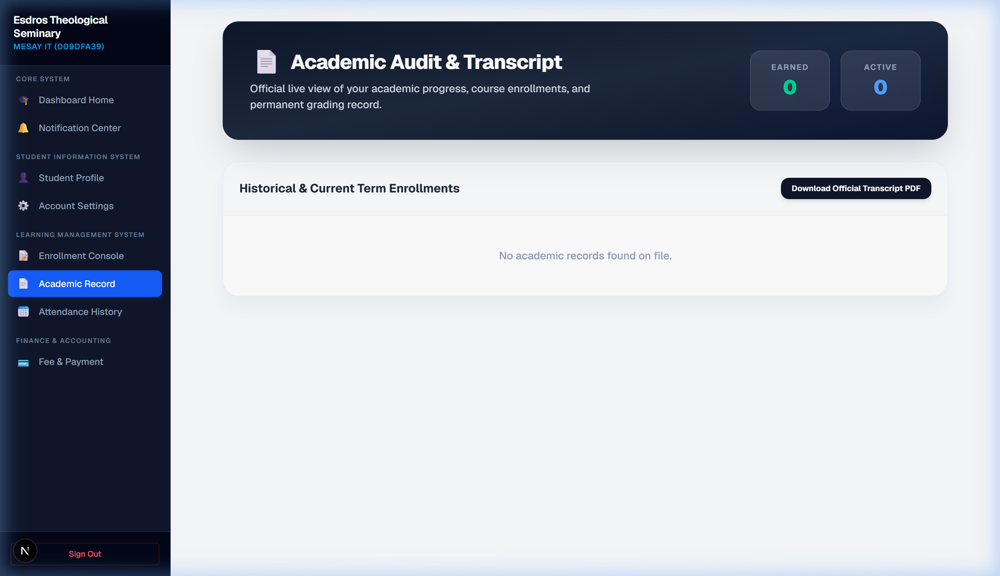 Esdros Theological
Seminary
MESAY IT (009DFA39)
CORE SYSTEM
Dashboard Home
Notification Center
STUDENT INFORMATION SYSTEM
Student Profile
Account Settings
LEARNING MANAGEMENT SYSTEM
Enrollment Console
Academic Record
Attendance History
FINANCE & ACCOUNTING
Fee & Payment
N
Sign Out
Academic Audit & Transcript
Official live view of your academic progress, course enrollments, and
permanent grading record.
EARNED
0
ACTIVE
0
Historical & Current Term Enrollments
Download Official Transcript PDF
No academic records found on file.